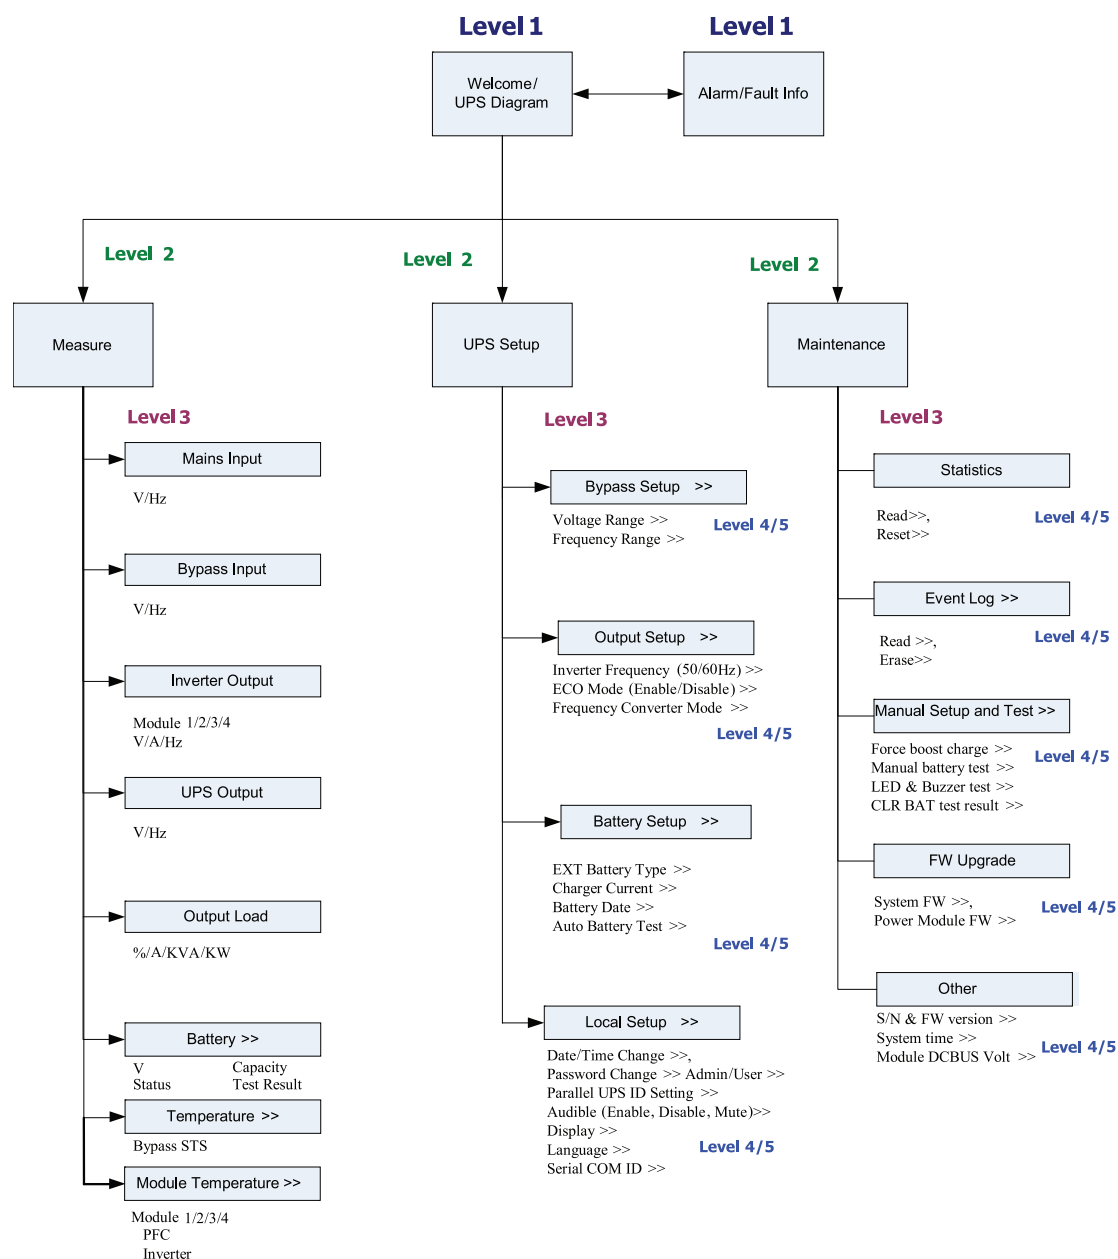 Level 1
Level 1
Welcome/
UPS Diagram
Alarm/Fault Info
Level 2
Level 2
Level 2
Measure
UPS Setup
Maintenance
Level 3
Mains Input
V/Hz
Bypass Input
V/Hz
Inverter Output
Module 1/2/3/4
V/A/Hz
UPS Output
V/Hz
Output Load
%/A/KVA/KW
Battery >>
V Capacity
Status Test Result
Temperature >>
Bypass STS
Module Temperature >>
Module 1/2/3/4
PFC
Inverter
Level 3
Bypass Setup >>
Voltage Range >>
Frequency Range >>
Level 4/5
Output Setup >>
Inverter Frequency (50/60Hz) >>
ECO Mode (Enable/Disable) >>
Frequency Converter Mode >>
Level 4/5
Battery Setup >>
EXT Battery Type >>
Charger Current >>
Battery Date >>
Auto Battery Test >>
Level 4/5
Local Setup >>
Date/Time Change >>,
Password Change >> Admin/User >>
Parallel UPS ID Setting >>
Audible (Enable, Disable, Mute)>>
Display >>
Language >>
Serial COM ID >>
Level 4/5
Level 3
Statistics
Read>>,
Reset>>
Level 4/5
Event Log >>
Read >>,
Erase>>
Level 4/5
Manual Setup and Test >>
Force boost charge >>
Manual battery test >>
LED & Buzzer test >>
CLR BAT test result >>
Level 4/5
FW Upgrade
System FW >>,
Power Module FW >>
Level 4/5
Other
S/N & FW version >>
System time >>
Module DCBUS Volt >>
Level 4/5